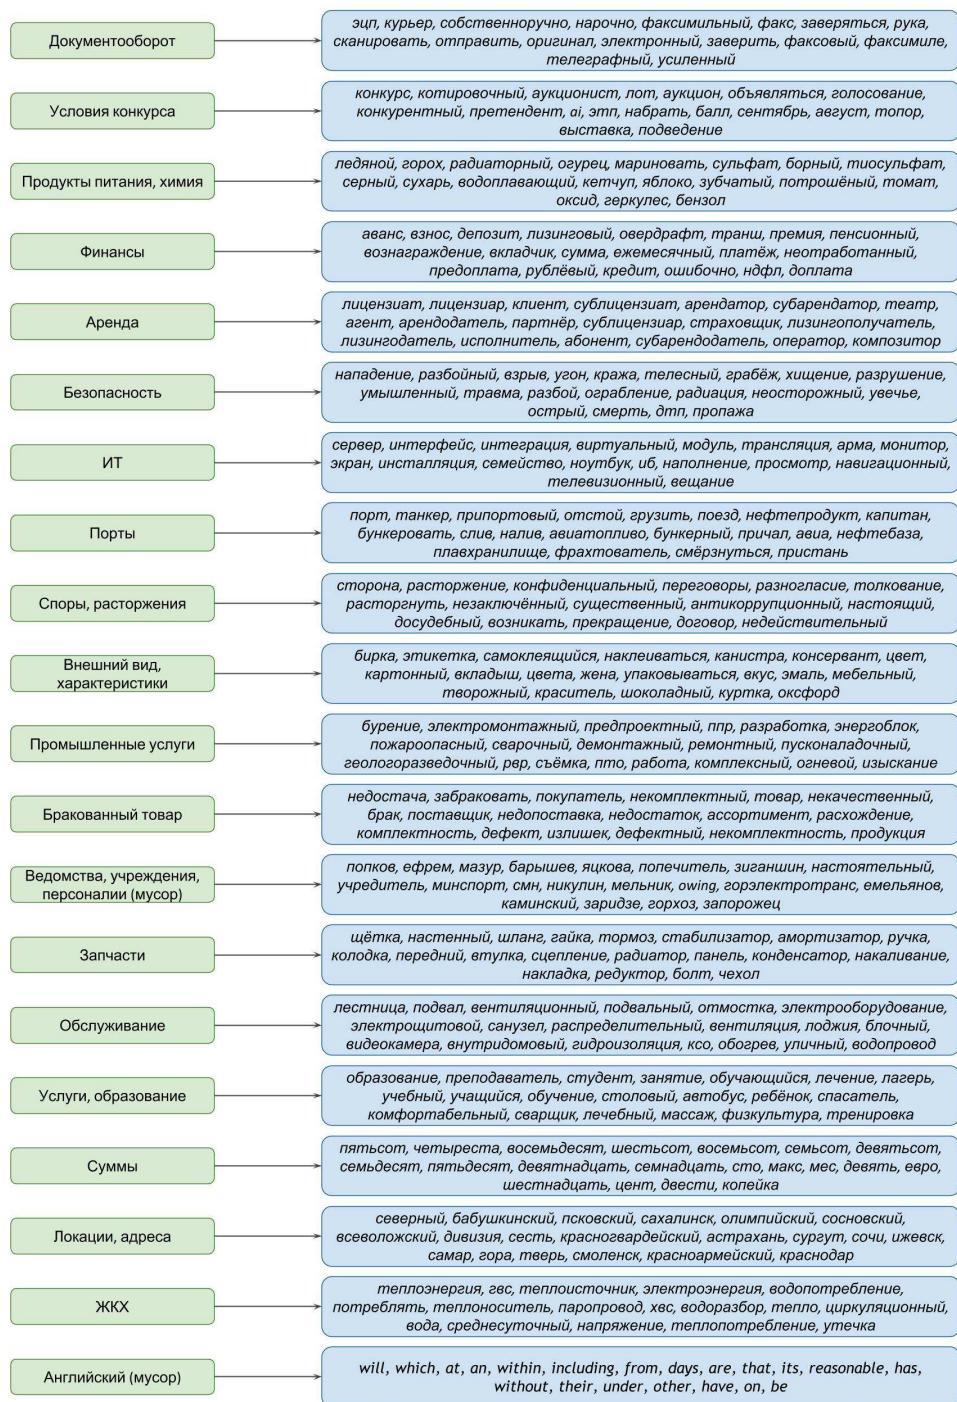 Документооборот
эцп, курьер, собственноручно, нарочно, факсимильный, факс, заверяться, рука,
сканировать, отправить, оригинал, электронный, заверить, факсовый, факсимиле,
телеграфный, усиленный
Условия конкурса
конкурс, котировочный, аукционист, лот, аукцион, объявляться, голосование,
конкурентный, претендент, ai, этп, набрать, балл, сентябрь, август, топор,
выставка, подведение
Продукты питания, химия
ледяной, горох, радиаторный, огурец, мариновать, сульфат, борный, тиосульфат,
серный, сухарь, водоплавающий, кетчуп, яблоко, зубчатый, потрошёный, томат,
оксид, геркулес, бензол
Финансы
аванс, взнос, депозит, лизинговый, овердрафт, транш, премия, пенсионный,
вознаграждение, вкладчик, сумма, ежемесячный, платёж, неотработанный,
предоплата, рублёвый, кредит, ошибочно, ндфл, доплата
Аренда
лицензиат, лицензиар, клиент, сублицензиат, арендатор, субарендатор, театр,
агент, арендодатель, партнёр, сублицензиар, страховщик, лизингополучатель,
лизингодатель, исполнитель, абонент, субарендодатель, оператор, композитор
Безопасность
нападение, разбойный, взрыв, угон, кража, телесный, грабёж, хищение, разрушение,
умышленный, травма, разбой, ограбление, радиация, неосторожный, увечье,
острый, смерть, дтп, пропажа
ИТ
сервер, интерфейс, интеграция, виртуальный, модуль, трансляция, арма, монитор,
экран, инсталляция, семейство, ноутбук, иб, наполнение, просмотр, навигационный,
телевизионный, вещание
Порты
порт, танкер, припортовый, отстой, грузить, поезд, нефтепродукт, капитан,
бункеровать, слив, налив, авиатопливо, бункерный, причал, авиа, нефтебаза,
плавхранилище, фрахтователь, смёрзнуться, пристань
Споры, расторжения
сторона, расторжение, конфиденциальный, переговоры, разногласие, толкование,
расторгнуть, незаключённый, существенный, антикоррупционный, настоящий,
досудебный, возникать, прекращение, договор, недействительный
Внешний вид,
характеристики
бирка, этикетка, самоклеящийся, наклеиваться, канистра, консервант, цвет,
картонный, вкладыш, цвета, жена, упаковываться, вкус, эмаль, мебельный,
творожный, краситель, шоколадный, куртка, оксфорд
Промышленные услуги
бурение, электромонтажный, предпроектный, ппр, разработка, энергоблок,
пожароопасный, сварочный, демонтажный, ремонтный, пусконаладочный,
геологоразведочный, рвр, съёмка, пто, работа, комплексный, огневой, изыскание
Бракованный товар
недостача, забраковать, покупатель, некомплектный, товар, некачественный,
брак, поставщик, недопоставка, недостаток, ассортимент, расхождение,
комплектность, дефект, излишек, дефектный, некомплектность, продукция
Ведомства, учреждения,
персоналии (мусор)
попков, ефрем, мазур, барышев, яцкова, попечитель, зиганшин, настоятельный,
учредитель, минспорт, смн, никулин, мельник, owing, горэлектротранс, емельянов,
каминский, заридзе, горхоз, запорожец
Запчасти
щётка, настенный, шланг, гайка, тормоз, стабилизатор, амортизатор, ручка,
колодка, передний, втулка, сцепление, радиатор, панель, конденсатор, накаливание,
накладка, редуктор, болт, чехол
Обслуживание
лестница, подвал, вентиляционный, подвальный, отмостка, электрооборудование,
электрощитовой, санузел, распределительный, вентиляция, лоджия, блочный,
видеокамера, внутридомовый, гидроизоляция, ксо, обогрев, уличный, водопровод
Услуги, образование
образование, преподаватель, студент, занятие, обучающийся, лечение, лагерь,
учебный, учащийся, обучение, столовый, автобус, ребёнок, спасатель,
комфортабельный, сварщик, лечебный, массаж, физкультура, тренировка
Суммы
пятьсот, четыреста, восемьдесят, шестьсот, восемьсот, семьсот, девятьсот,
семьдесят, пятьдесят, девятнадцать, семнадцать, сто, макс, мес, девять, евро,
шестнадцать, цент, двести, копейка
Локации, адреса
северный, бабушкинский, псковский, сахалинск, олимпийский, сосновский,
всеволожский, дивизия, сесть, красногвардейский, астрахань, сургут, сочи, ижевск,
самар, гора, тверь, смоленск, красноармейский, краснодар
ЖКХ
теплоэнергия, гвс, теплоисточник, электроэнергия, водопотребление,
потреблять, теплоноситель, паропровод, хвс, водоразбор, тепло, циркуляционный,
вода, среднесуточный, напряжение, теплопотребление, утечка
Английский (мусор)
will, which, at, an, within, including, from, days, are, that, its, reasonable, has,
without, their, under, other, have, on, be